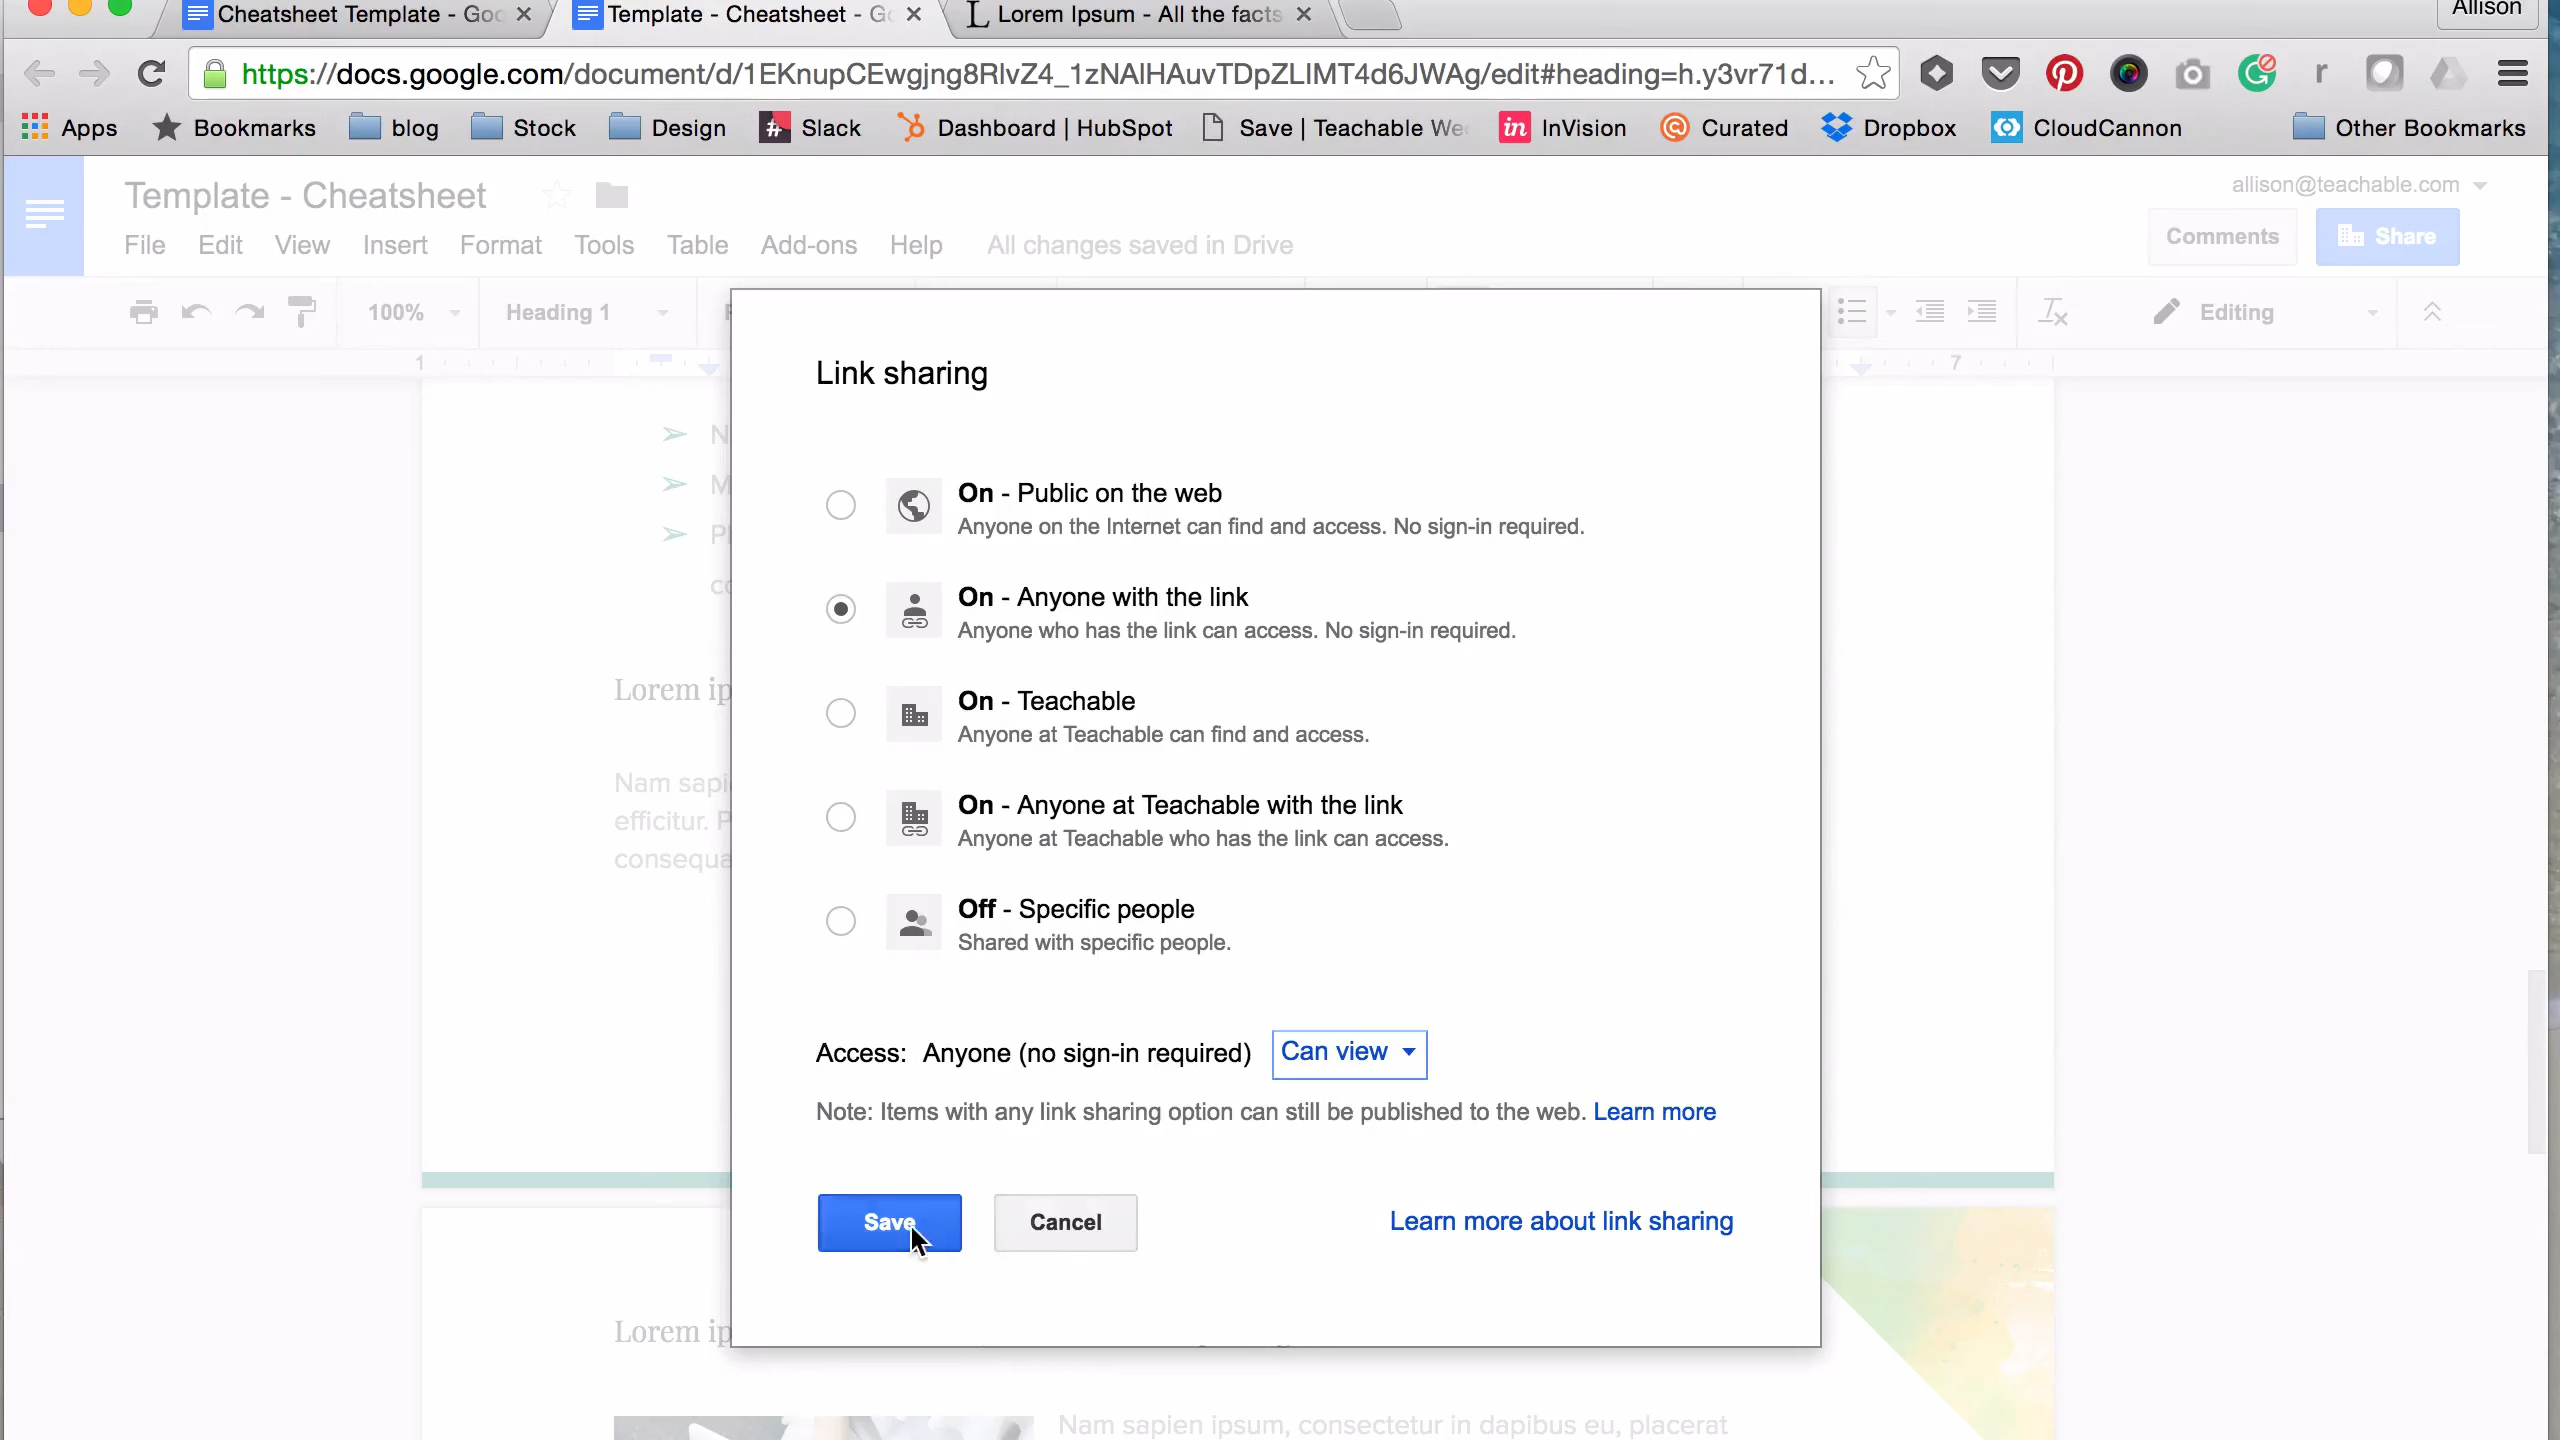 Cheatsheet Template - Goo
Template - Cheatsheet - Go
Lorem Ipsum - All the facts
Allison
https://docs.google.com/document/d/1EKnupCEwgjng8RlvZ4_1zNAlHAuvTDpZLIMT4d6JWAg/edit#heading=h.y3vr71d...
Apps Bookmarks blog Stock Design Slack Dashboard | HubSpot Save | Teachable We InVision Curated Dropbox CloudCannon Other Bookmarks
Template - Cheatsheet
allison@teachable.com
File Edit View Insert Format Tools Table Add-ons Help All changes saved in Drive
Comments Share
100% Heading 1 Editing
1 7
Link sharing
On - Public on the web
Anyone on the Internet can find and access. No sign-in required.
On - Anyone with the link
Anyone who has the link can access. No sign-in required.
On - Teachable
Anyone at Teachable can find and access.
On - Anyone at Teachable with the link
Anyone at Teachable who has the link can access.
Off - Specific people
Shared with specific people.
Access: Anyone (no sign-in required) Can view
Note: Items with any link sharing option can still be published to the web. Learn more
Save Cancel Learn more about link sharing
Lorem ip
Nam sapi
efficitur. P
consequa
Lorem ip
Nam sapien ipsum, consectetur in dapibus eu, placerat